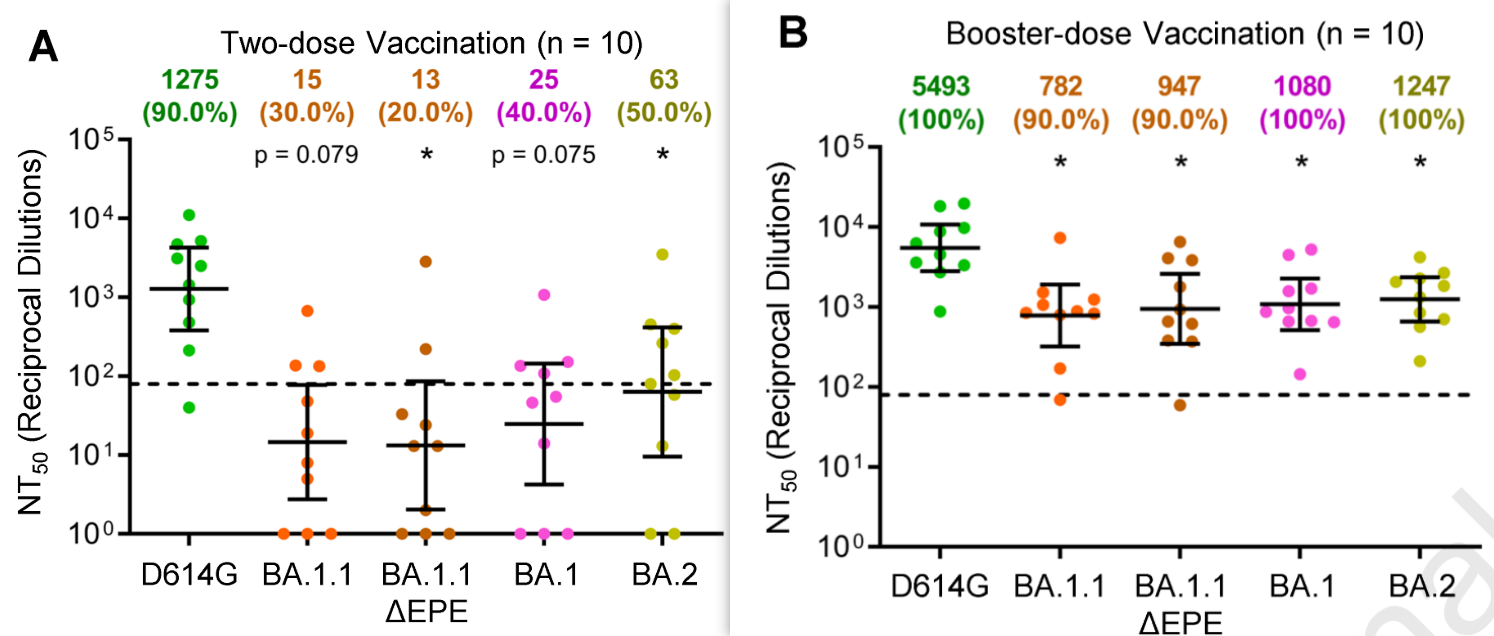 A
Two-dose Vaccination (n = 10)
1275 15 13 25 63
(90.0%) (30.0%) (20.0%) (40.0%) (50.0%)
p = 0.079 * p = 0.075 *
NT50 (Reciprocal Dilutions)
10^5
10^4
10^3
10^2
10^1
10^0
D614G BA.1.1 BA.1.1 BA.1 BA.2
ΔEPE
B
Booster-dose Vaccination (n = 10)
5493 782 947 1080 1247
(100%) (90.0%) (90.0%) (100%) (100%)
* * * *
NT50 (Reciprocal Dilutions)
10^5
10^4
10^3
10^2
10^1
10^0
D614G BA.1.1 BA.1.1 BA.1 BA.2
ΔEPE